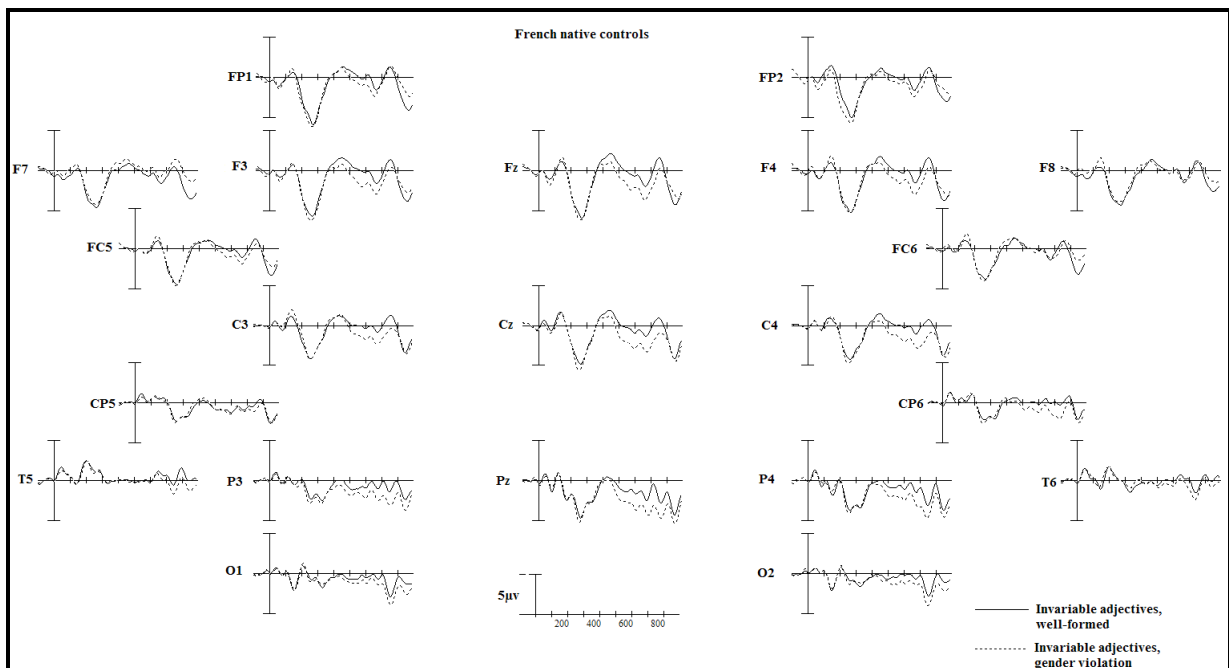 French native controls
FP1
FP2
F7
F3
Fz
F4
F8
FC5
FC6
C3
Cz
C4
CP5
CP6
T5
P3
Pz
P4
T6
O1
5μv
200 400 600 800
O2
Invariable adjectives,
well-formed
Invariable adjectives,
gender violation